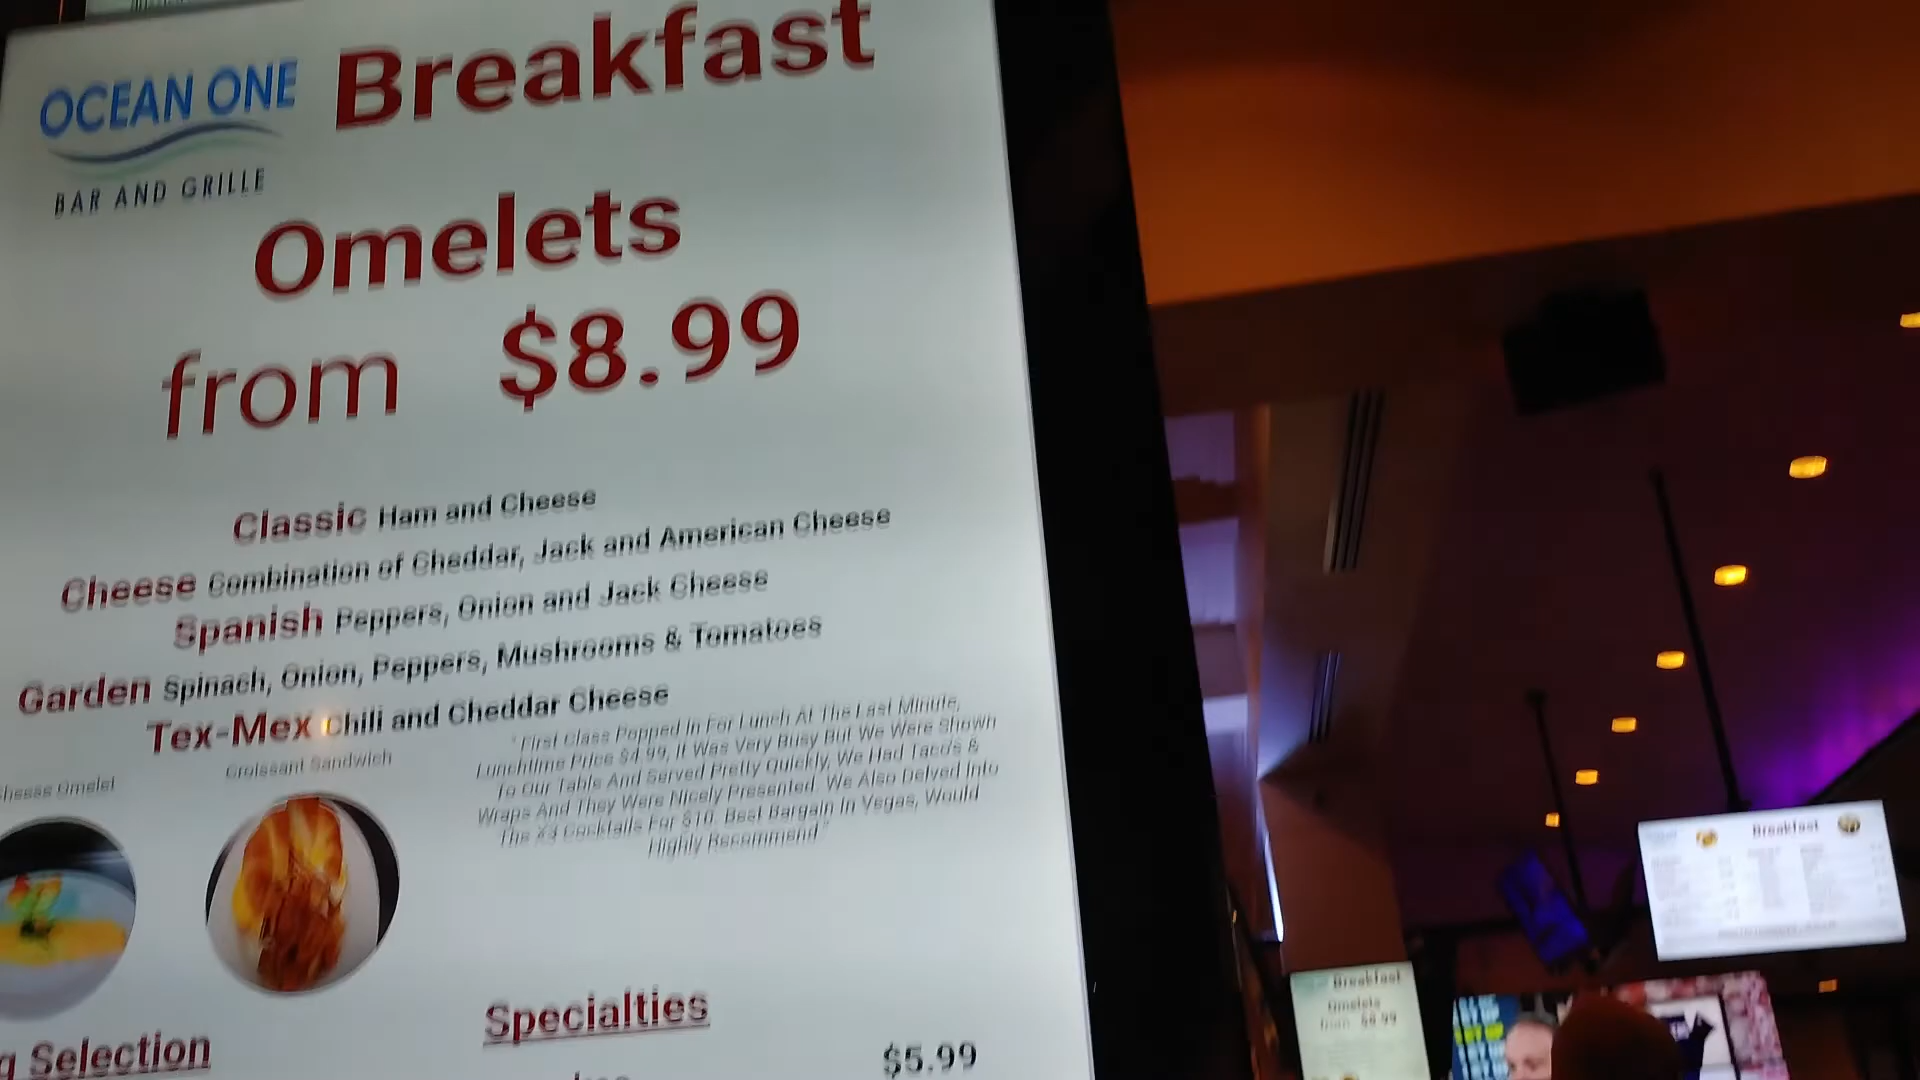 OCEAN ONE
BAR AND GRILLE
Breakfast
Omelets
from $8.99
Classic Ham and Cheese
Cheese Combination of Cheddar, Jack and American Cheese
Spanish Peppers, Onion and Jack Cheese
Garden Spinach, Onion, Peppers, Mushrooms & Tomatoes
Tex-Mex Chili and Cheddar Cheese
Cheese Omelet
Croissant Sandwich
"First Class Popped In For Lunch At The Last Minute,
Lunchtime Price $4.99, It Was Very Busy But We Were Shown
To Our Table And Served Pretty Quickly, We Had Taco's &
Wraps And They Were Nicely Presented. We Also Delved Into
The X3 Cocktails For $10. Best Bargain In Vegas, Would
Highly Recommend"
Selection
Specialties
$5.99
Breakfast
Breakfast
Omelets
from $8.99